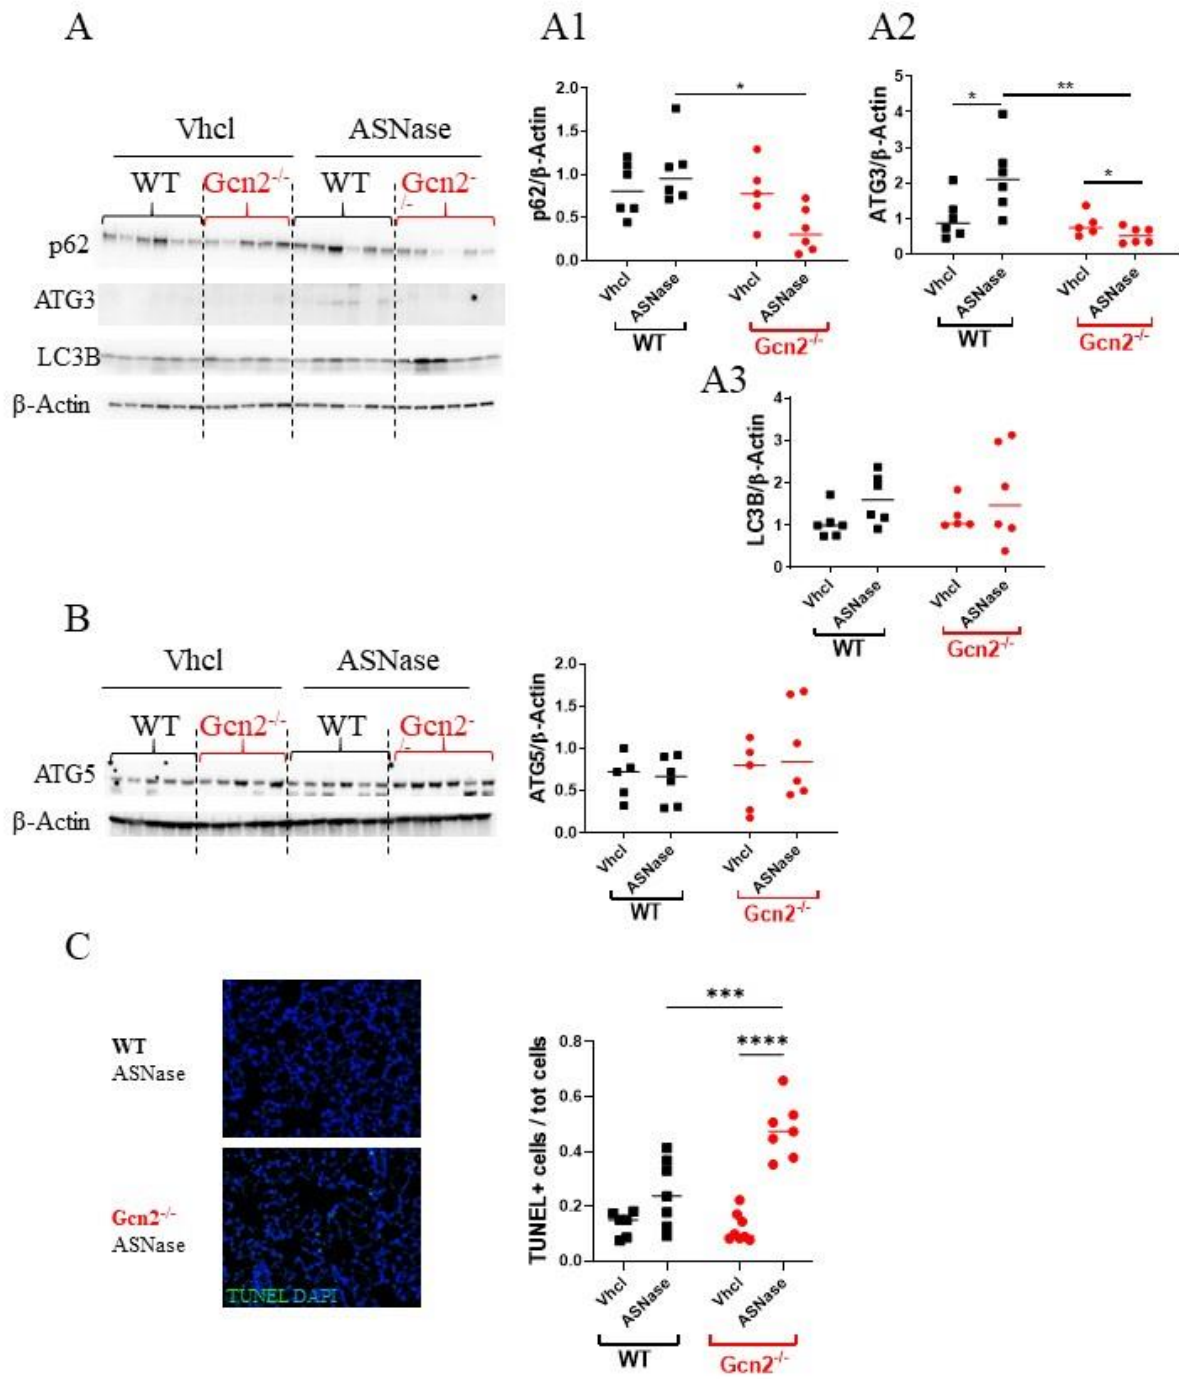 A
Vhcl ASNase
WT Gcn2-/- WT Gcn2-
/-
p62
ATG3
LC3B
β-Actin
A1
p62/β-Actin
2.0
1.5
1.0
0.5
0.0
*
Vhcl ASNase Vhcl ASNase
WT Gcn2-/-
A2
ATG3/β-Actin
5
4
3
2
1
0
* ** *
Vhcl ASNase Vhcl ASNase
WT Gcn2-/-
A3
LC3B/β-Actin
4
3
2
1
0
Vhcl ASNase Vhcl ASNase
WT Gcn2-/-
B
Vhcl ASNase
WT Gcn2-/- WT Gcn2-
/-
ATG5
β-Actin
ATG5/β-Actin
2.0
1.5
1.0
0.5
0.0
Vhcl ASNase Vhcl ASNase
WT Gcn2-/-
C
WT
ASNase
Gcn2-/-
ASNase
TUNEL DAPI
TUNEL+ cells / tot cells
0.8
0.6
0.4
0.2
0.0
***
****
Vhcl ASNase Vhcl ASNase
WT Gcn2-/-